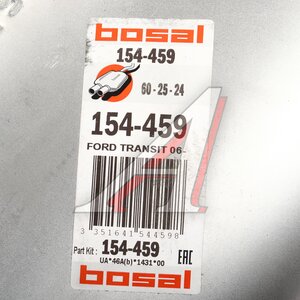 bosal
154-459
60-25-24
154-459
FORD TRANSIT 06-
3 351641 544598
Part Kit : 154-459 EAC
UA*46A(b)*1431*00
bosal